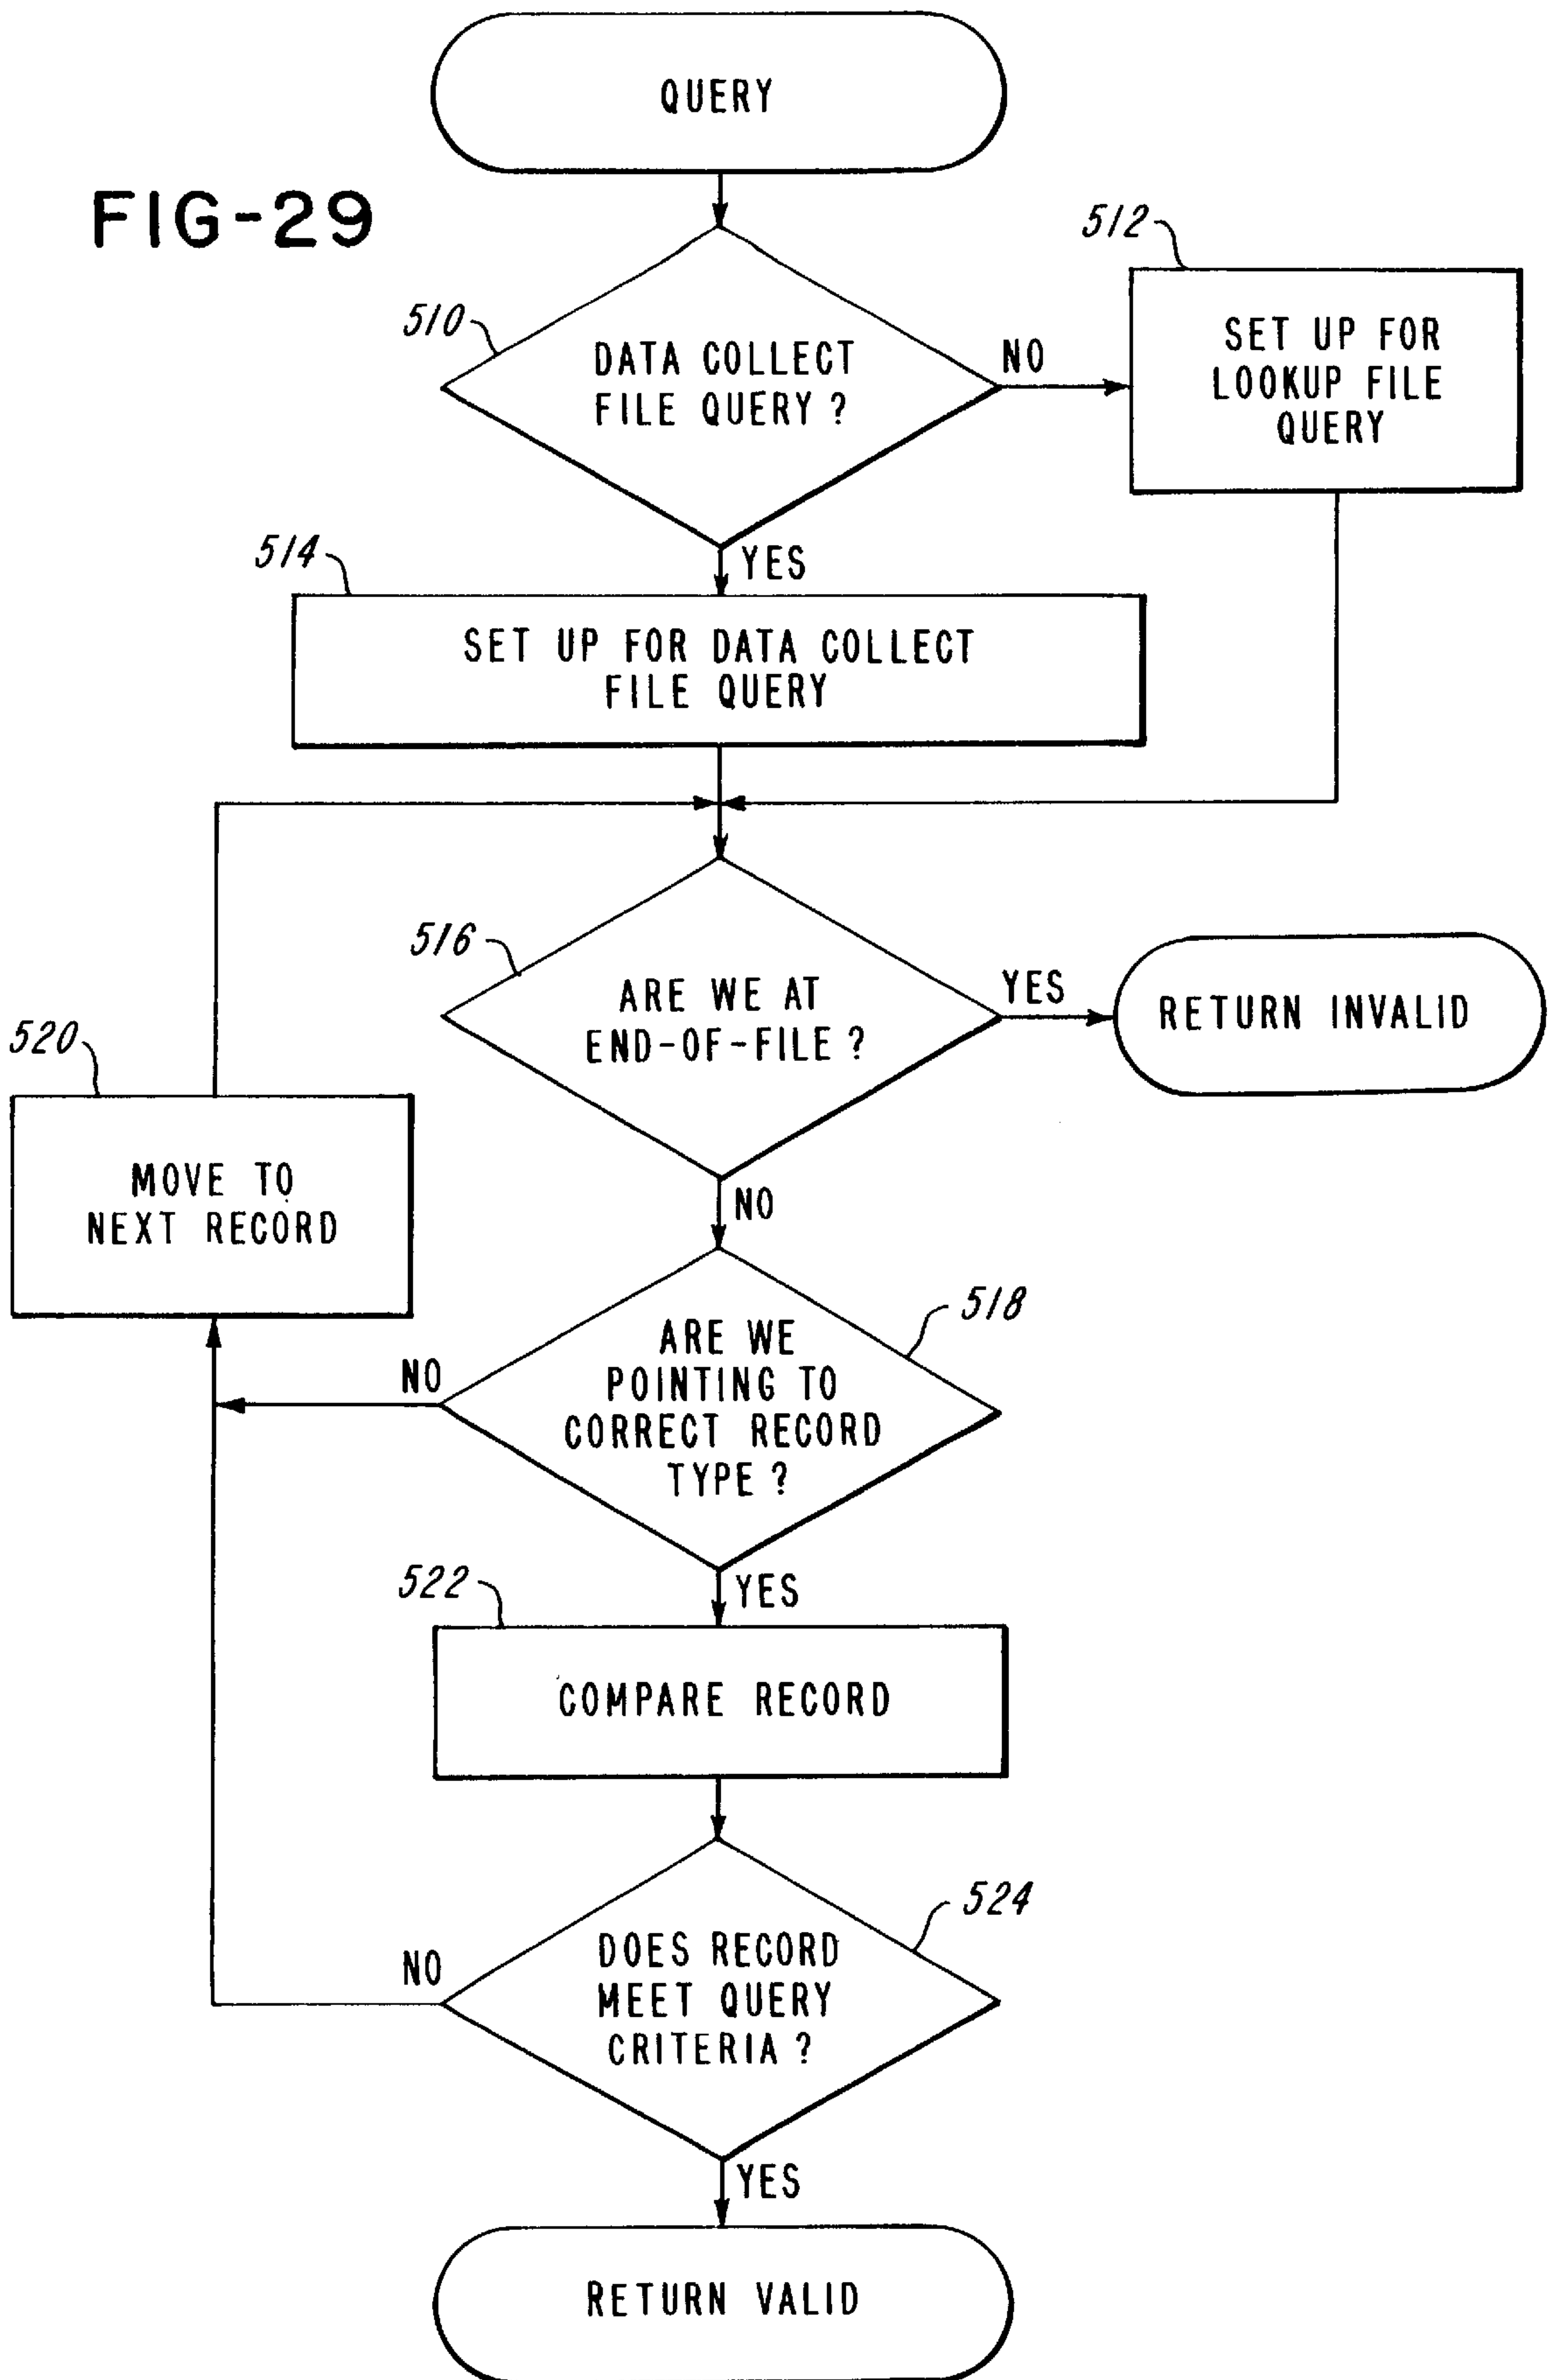 QUERY
FIG-29
512
510
DATA COLLECT
FILE QUERY ?
NO
SET UP FOR
LOOKUP FILE
QUERY
YES
514
SET UP FOR DATA COLLECT
FILE QUERY
516
ARE WE AT
END-OF-FILE ?
YES
RETURN INVALID
520
MOVE TO
NEXT RECORD
NO
518
ARE WE
POINTING TO
CORRECT RECORD
TYPE ?
NO
YES
522
COMPARE RECORD
524
DOES RECORD
MEET QUERY
CRITERIA ?
NO
YES
RETURN VALID